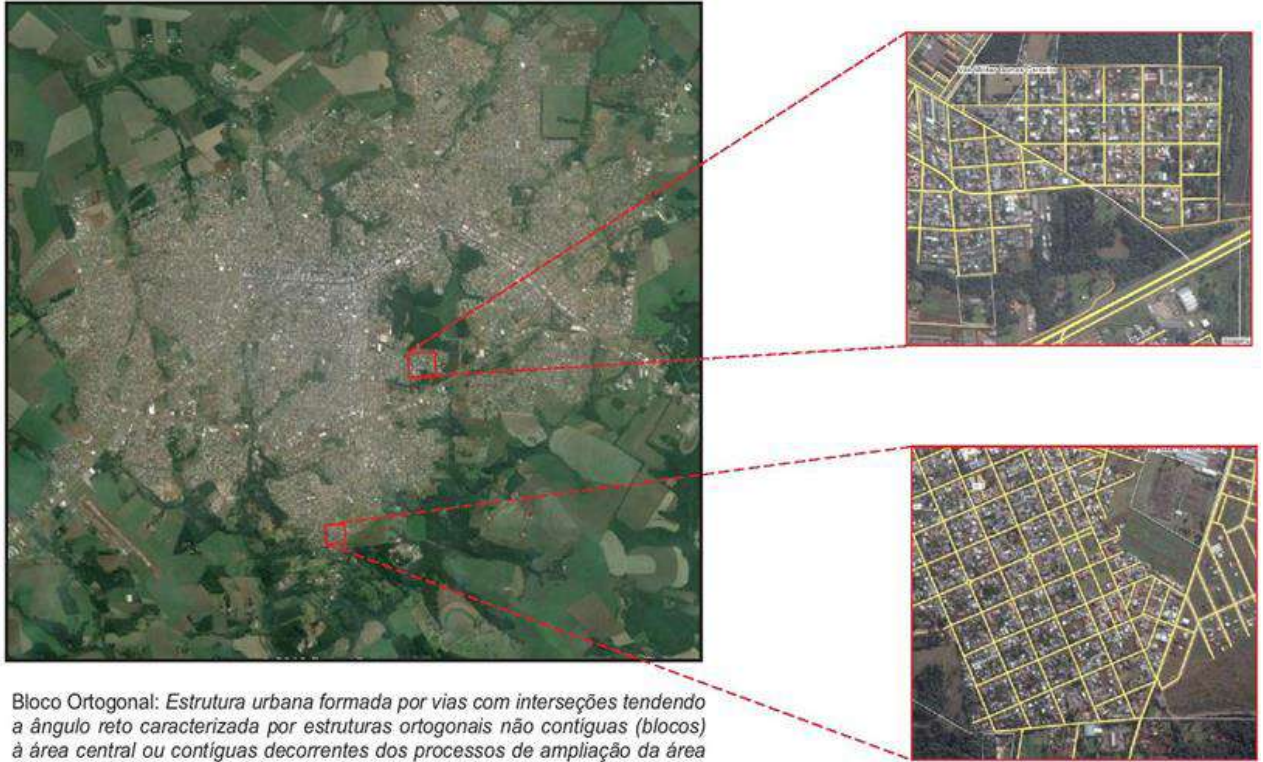 Bloco Ortogonal: Estrutura urbana formada por vias com interseções tendendo
a ângulo reto caracterizada por estruturas ortogonais não contíguas (blocos)
à área central ou contíguas decorrentes dos processos de ampliação da área